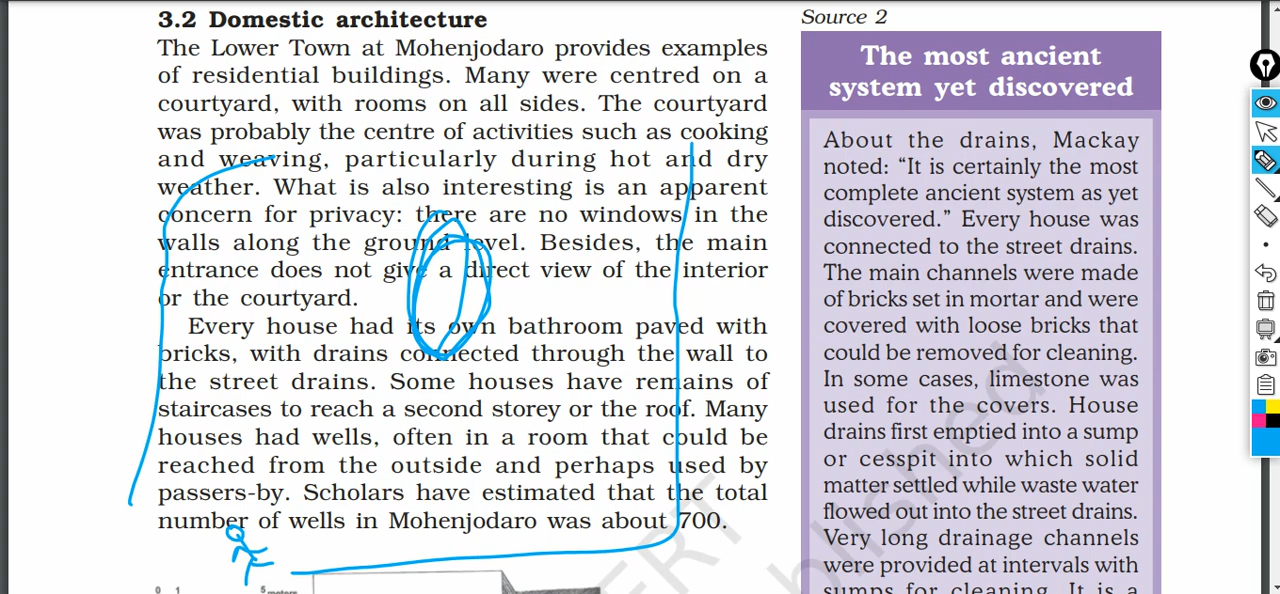 3.2 Domestic architecture
The Lower Town at Mohenjodaro provides examples
of residential buildings. Many were centred on a
courtyard, with rooms on all sides. The courtyard
was probably the centre of activities such as cooking
and weaving, particularly during hot and dry
weather. What is also interesting is an apparent
concern for privacy: there are no windows in the
walls along the ground level. Besides, the main
entrance does not give a direct view of the interior
or the courtyard.
Every house had its own bathroom paved with
bricks, with drains connected through the wall to
the street drains. Some houses have remains of
staircases to reach a second storey or the roof. Many
houses had wells, often in a room that could be
reached from the outside and perhaps used by
passers-by. Scholars have estimated that the total
number of wells in Mohenjodaro was about 700.
0 1 5
meters
Source 2
The most ancient
system yet discovered
About the drains, Mackay
noted: “It is certainly the most
complete ancient system as yet
discovered.” Every house was
connected to the street drains.
The main channels were made
of bricks set in mortar and were
covered with loose bricks that
could be removed for cleaning.
In some cases, limestone was
used for the covers. House
drains first emptied into a sump
or cesspit into which solid
matter settled while waste water
flowed out into the street drains.
Very long drainage channels
were provided at intervals with
sumps for cleaning. It is a